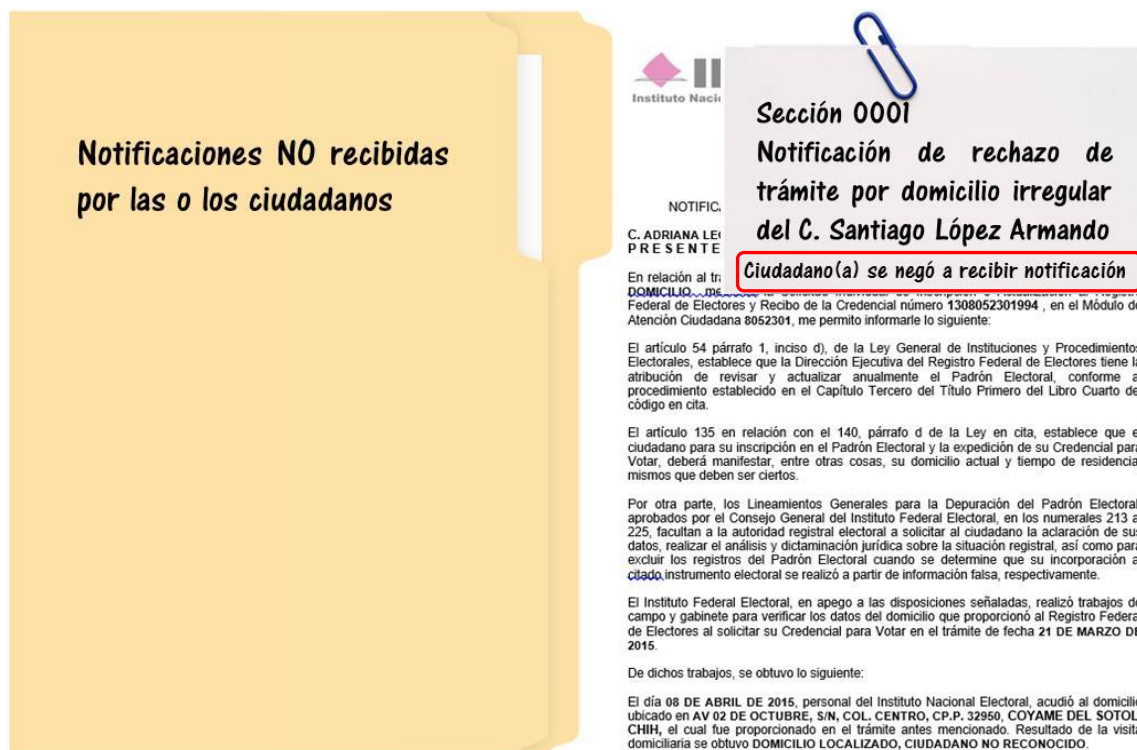 Notificaciones NO recibidas
por las o los ciudadanos
Instituto Naci
Sección 0001
Notificación de rechazo de
trámite por domicilio irregular
del C. Santiago López Armando
Ciudadano(a) se negó a recibir notificación
NOTIFIC
C. ADRIANA
P R E S E N T E
En relación al
DOMICILIO
Federal de Electores y Recibo de la Credencial número 1308052301994 , en el Módulo de
Atención Ciudadana 8052301, me permito informarle lo siguiente:
El artículo 54 párrafo 1, inciso d), de la Ley General de Instituciones y Procedimientos
Electorales, establece que la Dirección Ejecutiva del Registro Federal de Electores tiene la
atribución de revisar y actualizar anualmente el Padrón Electoral, conforme a
procedimiento establecido en el Capítulo Tercero del Título Primero del Libro Cuarto de
código en cita.
El artículo 135 en relación con el 140, párrafo d de la Ley en cita, establece que e
ciudadano para su inscripción en el Padrón Electoral y la expedición de su Credencial para
Votar, deberá manifestar, entre otras cosas, su domicilio actual y tiempo de residencia
mismos que deben ser ciertos.
Por otra parte, los Lineamientos Generales para la Depuración del Padrón Electoral
aprobados por el Consejo General del Instituto Federal Electoral, en los numerales 213 a
225, facultan a la autoridad registral electoral a solicitar al ciudadano la aclaración de sus
datos, realizar el análisis y dictaminación jurídica sobre la situación registral, así como para
excluir los registros del Padrón Electoral cuando se determine que su incorporación a
citado instrumento electoral se realizó a partir de información falsa, respectivamente.
El Instituto Federal Electoral, en apego a las disposiciones señaladas, realizó trabajos de
campo y gabinete para verificar los datos del domicilio que proporcionó al Registro Federa
de Electores al solicitar su Credencial para Votar en el trámite de fecha 21 DE MARZO DE
2015.
De dichos trabajos, se obtuvo lo siguiente:
El día 08 DE ABRIL DE 2015, personal del Instituto Nacional Electoral, acudió al domicilio
ubicado en AV 02 DE OCTUBRE, S/N, COL. CENTRO, CP.P. 32950, COYAME DEL SOTOL
CHIH, el cual fue proporcionado en el trámite antes mencionado. Resultado de la visita
domiciliaria se obtuvo DOMICILIO LOCALIZADO, CIUDADANO NO RECONOCIDO.